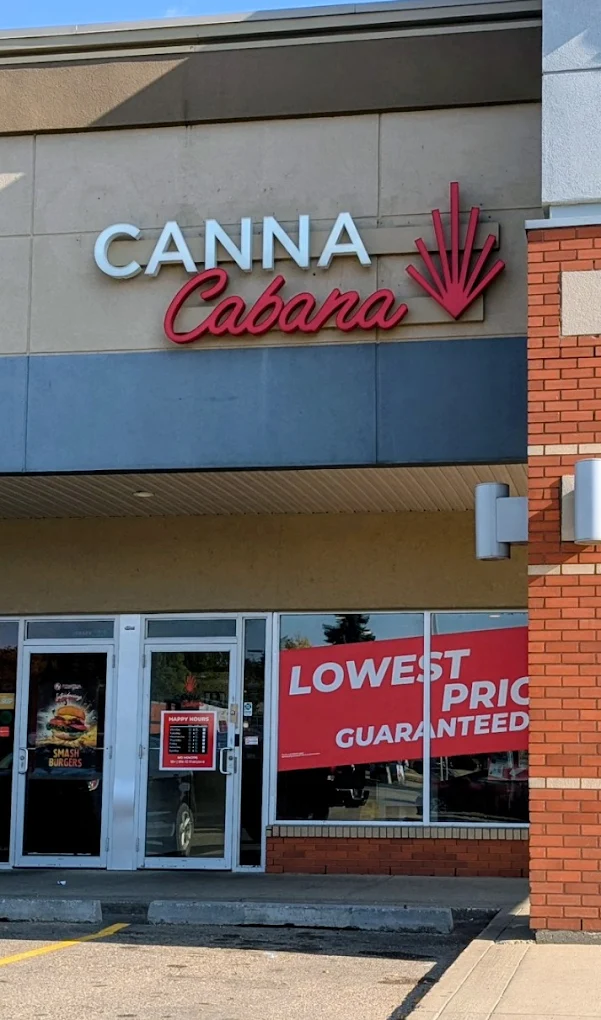 CANNA
Cabana
LOWEST
PRIC
GUARANTEED
HAPPY HOURS
SMASH
BURGERS